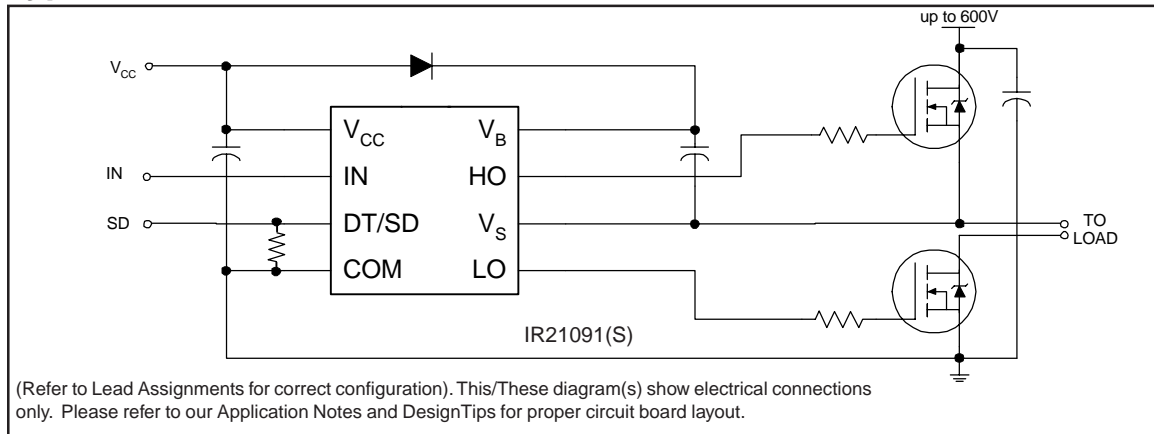 up to 600V
VCC
VCC
VB
IN
IN
HO
SD
DT/SD
VS
TO
LOAD
COM
LO
IR21091(S)
(Refer to Lead Assignments for correct configuration). This/These diagram(s) show electrical connections
only. Please refer to our Application Notes and DesignTips for proper circuit board layout.